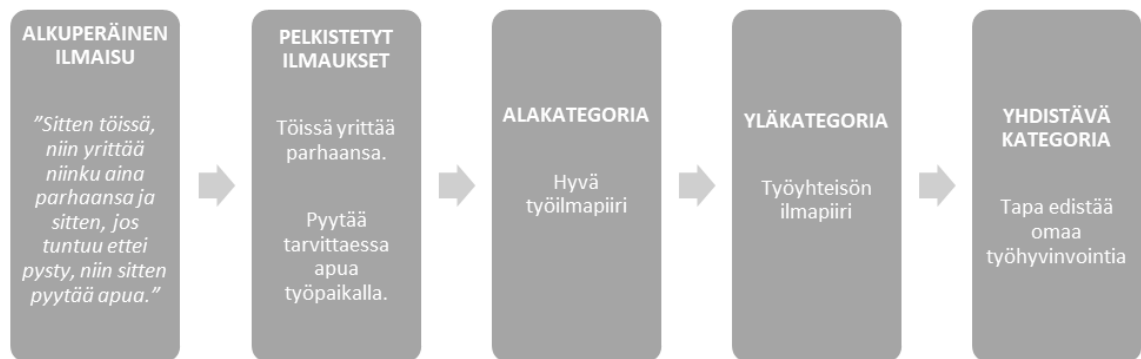 ALKUPERÄINEN
ILMAISU
”Sitten töissä,
niin yrittää
niinku aina
parhaansa ja
sitten, jos
tuntuu ettei
pysty, niin sitten
pyytää apua.”
PELKISTETYT
ILMAUKSET
Töissä yrittää
parhaansa.
Pyytää
tarvittaessa
apua
työpaikalla.
ALAKATEGORIA
Hyvä
työilmapiiri
YLÄKATEGORIA
Työyhteisön
ilmapiiri
YHDISTÄVÄ
KATEGORIA
Tapa edistää
omaa
työhyvinvointia